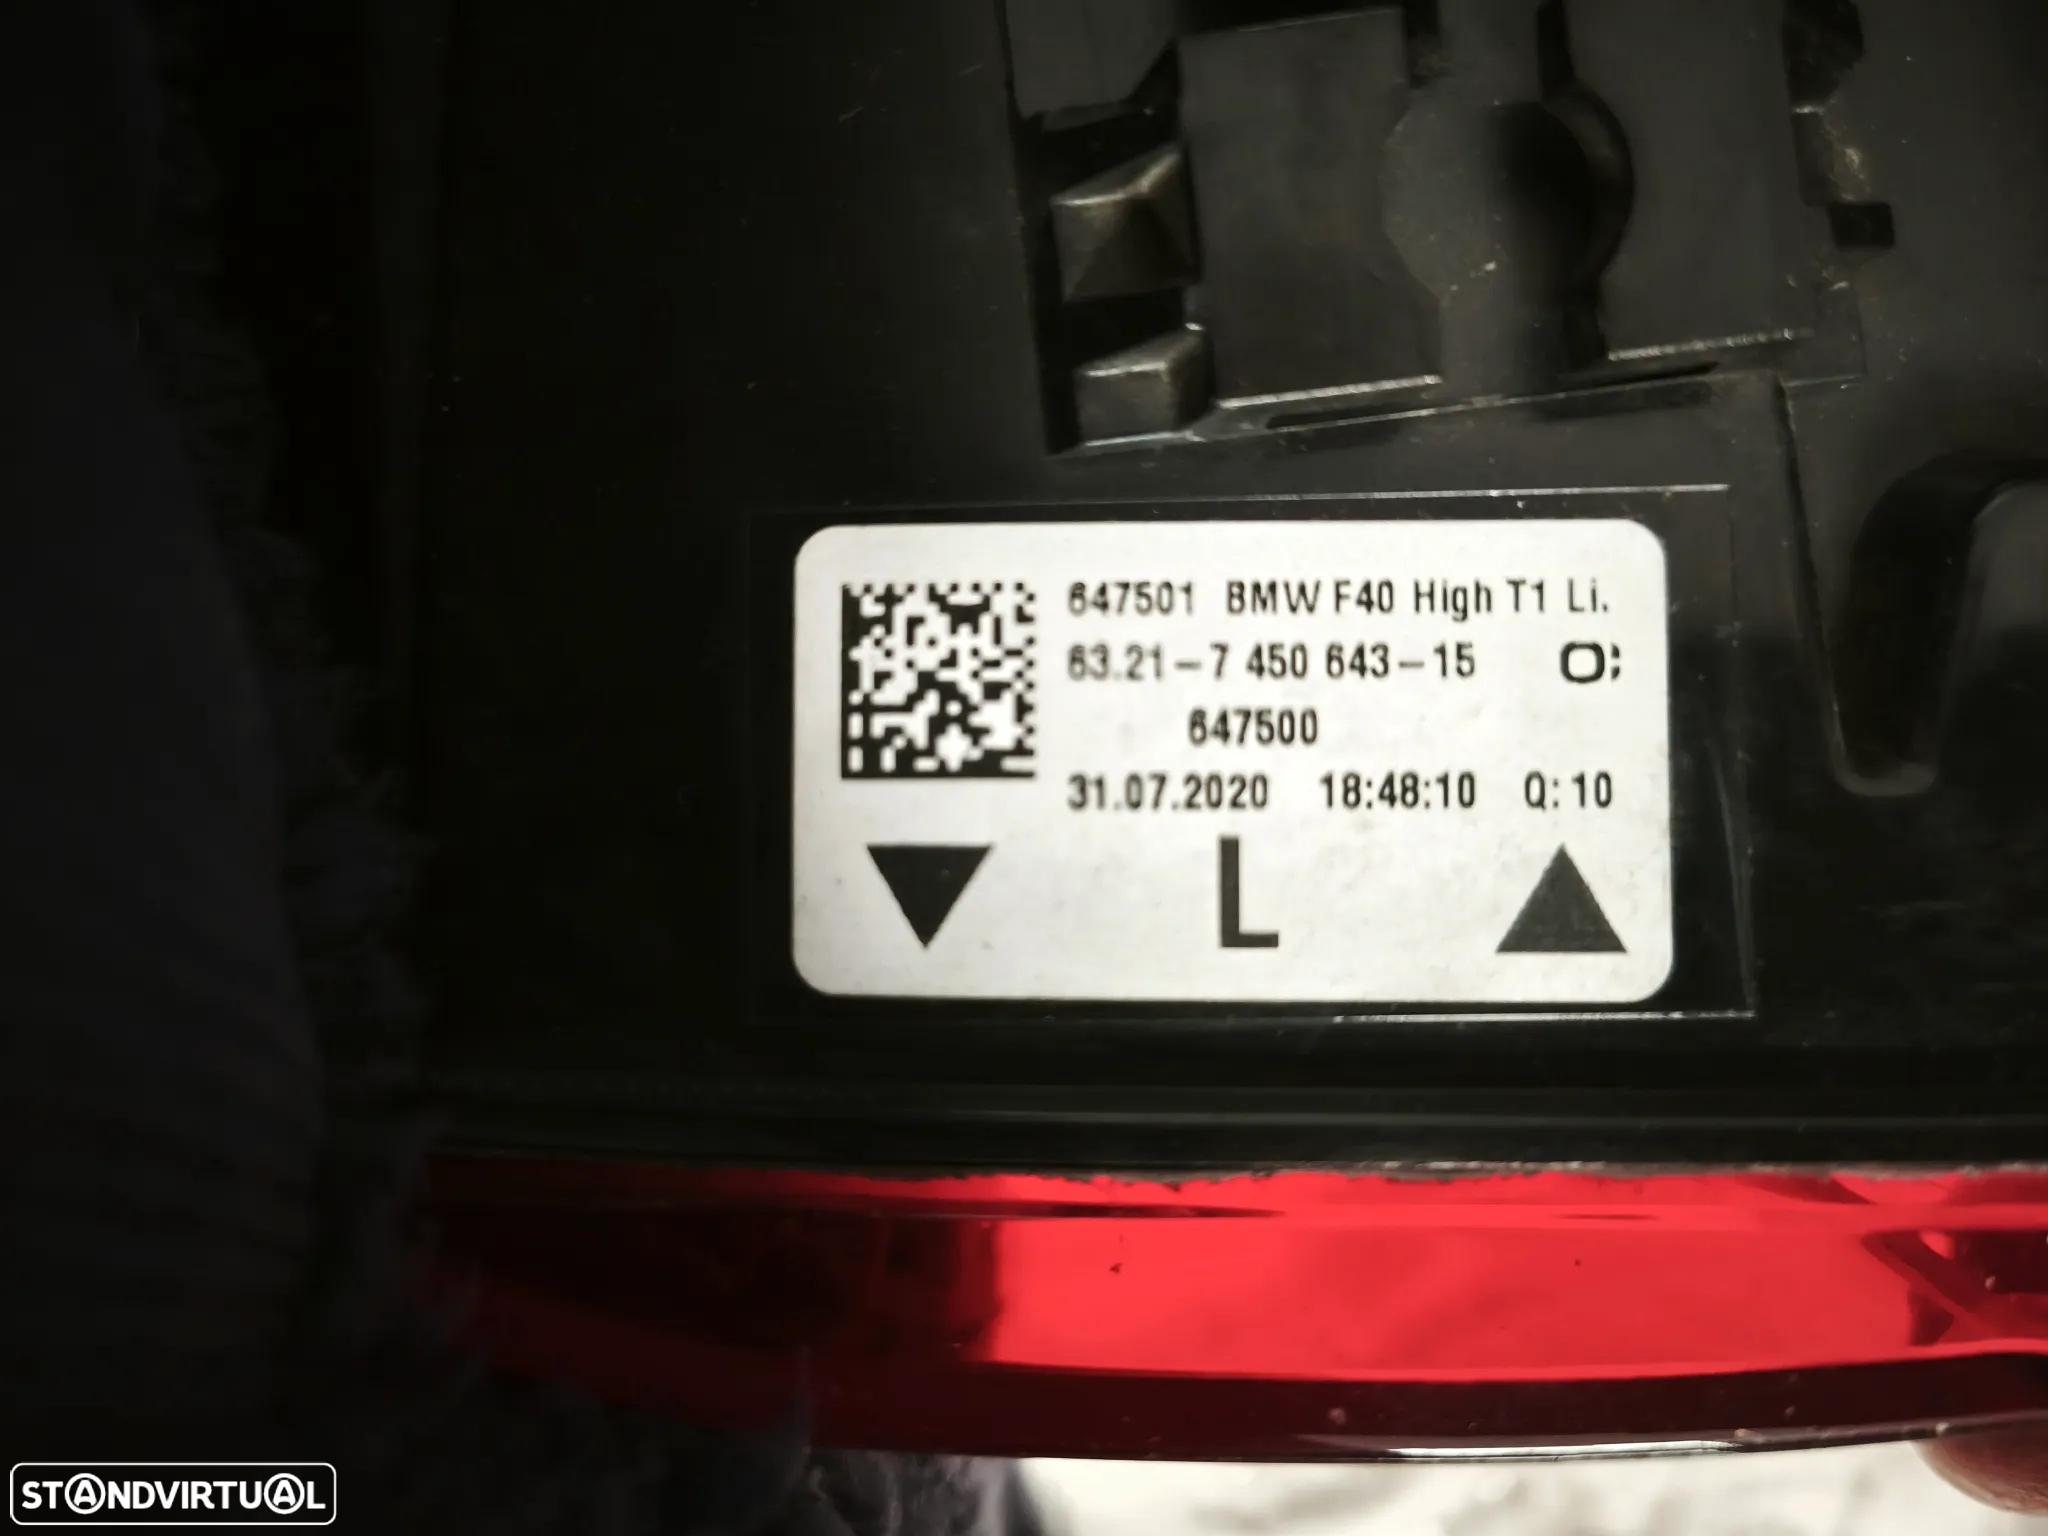 647501 BMW F40 High T1 Li.
63.21-7 450 643-15
647500
31.07.2020 18:48:10 Q: 10
L
STANDVIRTUAL